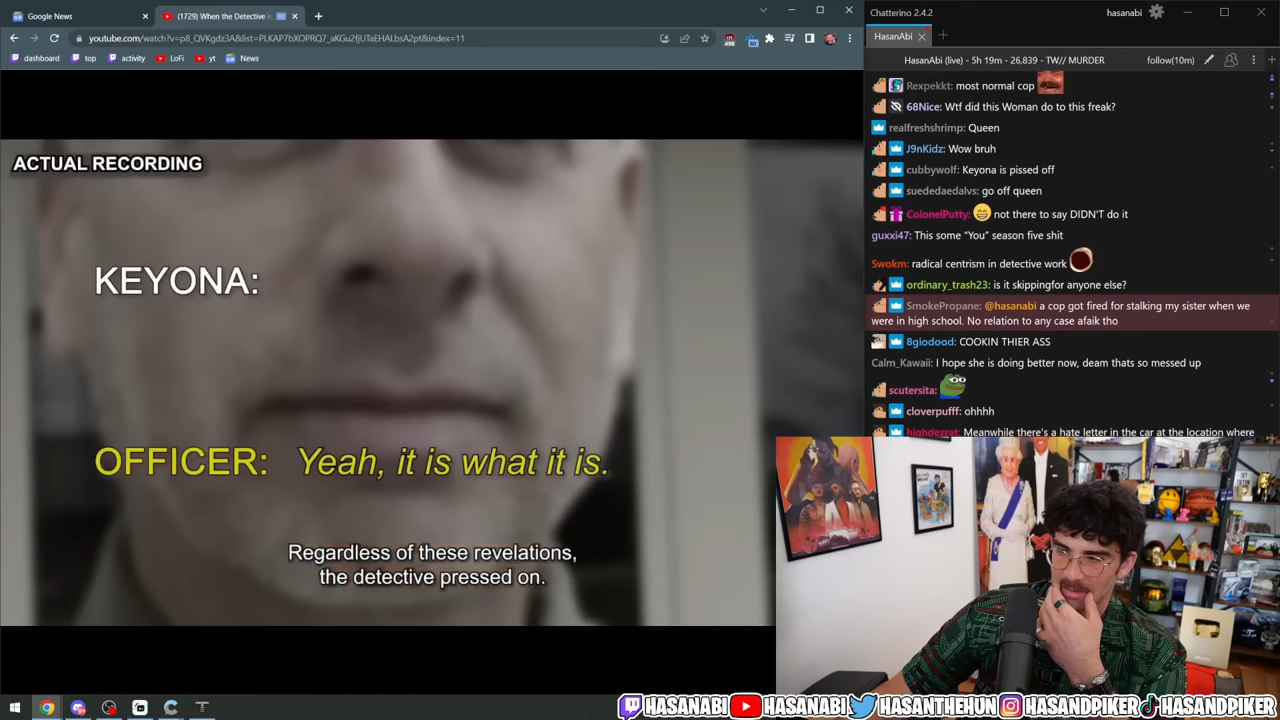 Google News
(1729) When the Detective i
youtube.com/watch?v=p8_QVKgdz3A&list=PLKAP7bXOPRQ7_aKGu2fjUTaEHALbsA2pt&index=11
dashboard
top
activity
LoFi
yt
News
ACTUAL RECORDING
KEYONA:
OFFICER: Yeah, it is what it is.
Regardless of these revelations,
the detective pressed on.
Chatterino 2.4.2
hasanabi
HasanAbi
HasanAbi (live) - 5h 19m - 26,839 - TW// MURDER
follow(10m)
Rexpekkt: most normal cop
68Nice: Wtf did this Woman do to this freak?
realfreshshrimp: Queen
J9nKidz: Wow bruh
cubbywolf: Keyona is pissed off
suededaedalvs: go off queen
ColonelPutty: not there to say DIDN'T do it
guxxi47: This some “You” season five shit
Swokm: radical centrism in detective work
ordinary_trash23: is it skippingfor anyone else?
SmokePropane: @hasanabi a cop got fired for stalking my sister when we
were in high school. No relation to any case afaik tho
8giodood: COOKIN THIER ASS
Calm_Kawaii: I hope she is doing better now, deam thats so messed up
scutersita:
cloverpufff: ohhhh
highdezrat: Meanwhile there's a hate letter in the car at the location where
HASANABI
HASANABI
HASANTHEHUN
HASANDPIKER
HASANDPIKER